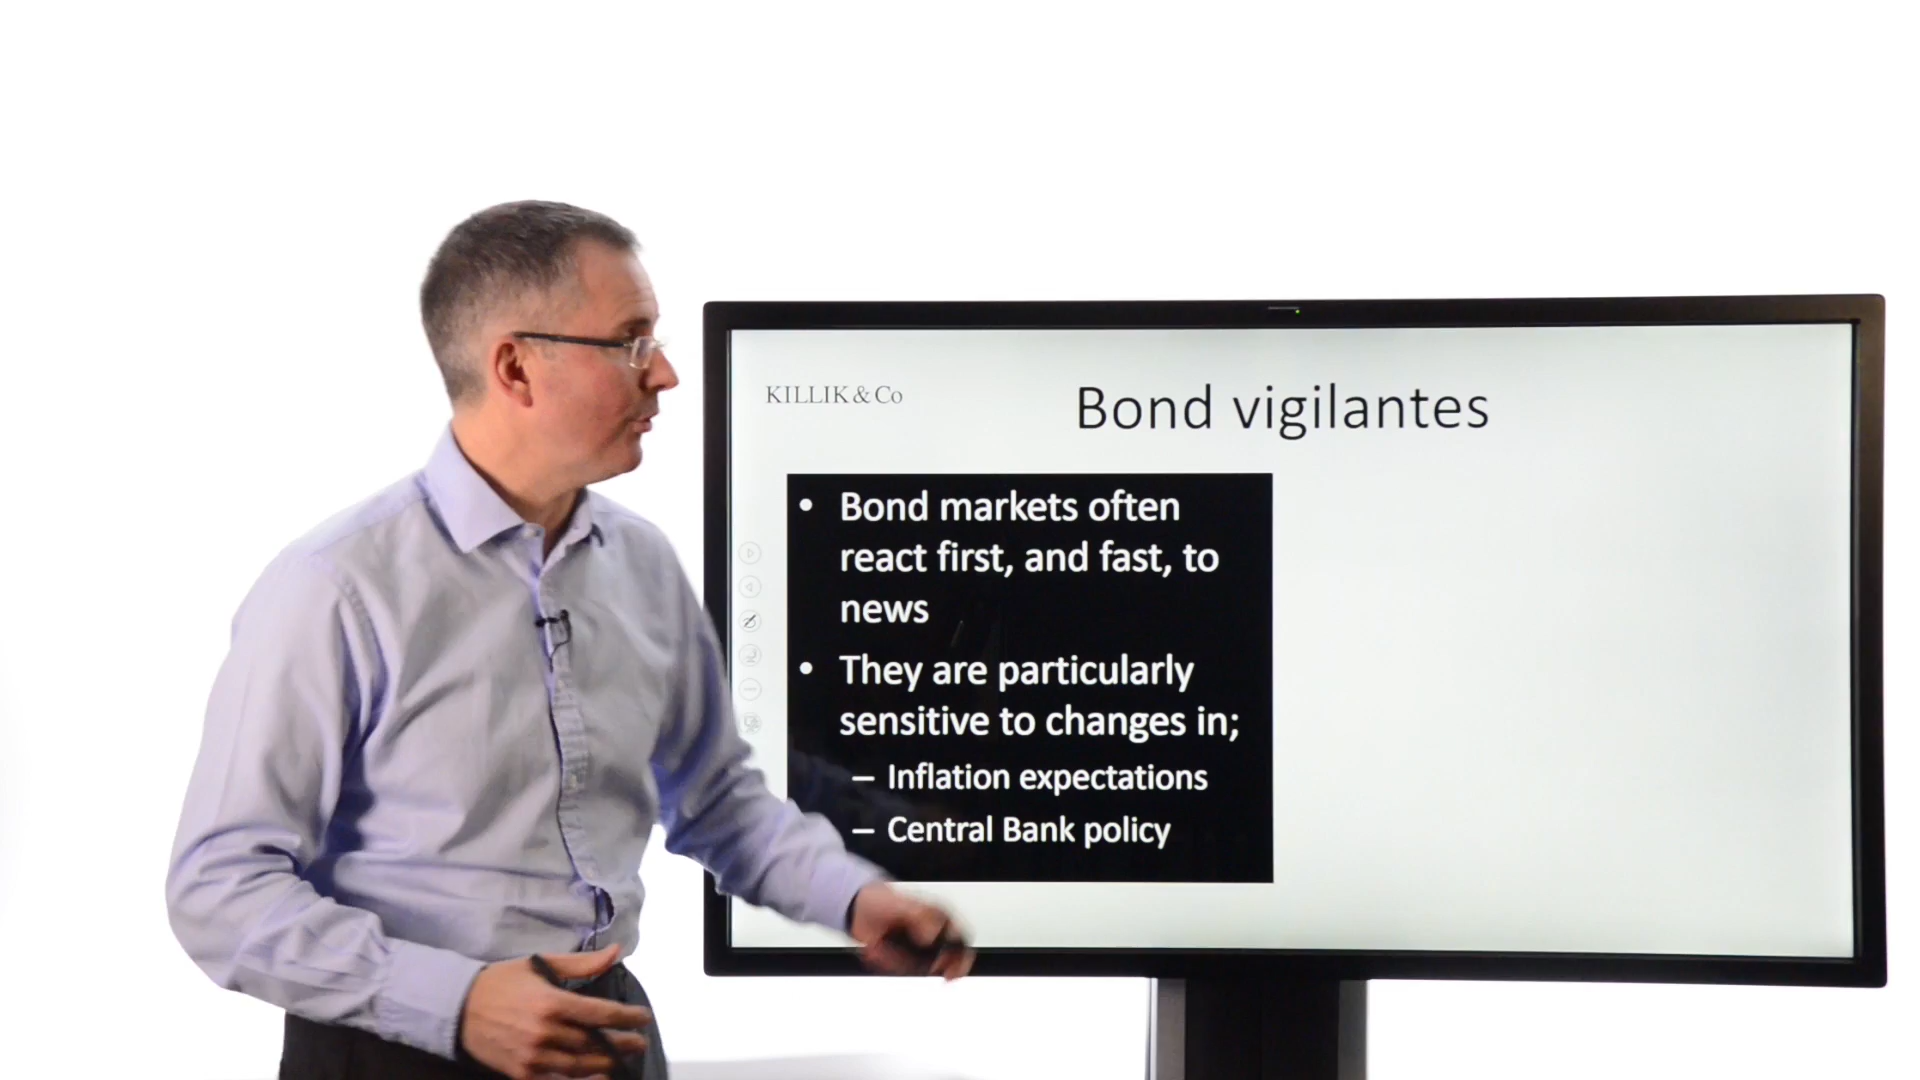 KILLIK & Co
Bond vigilantes
• Bond markets often
react first, and fast, to
news
• They are particularly
sensitive to changes in;
– Inflation expectations
– Central Bank policy